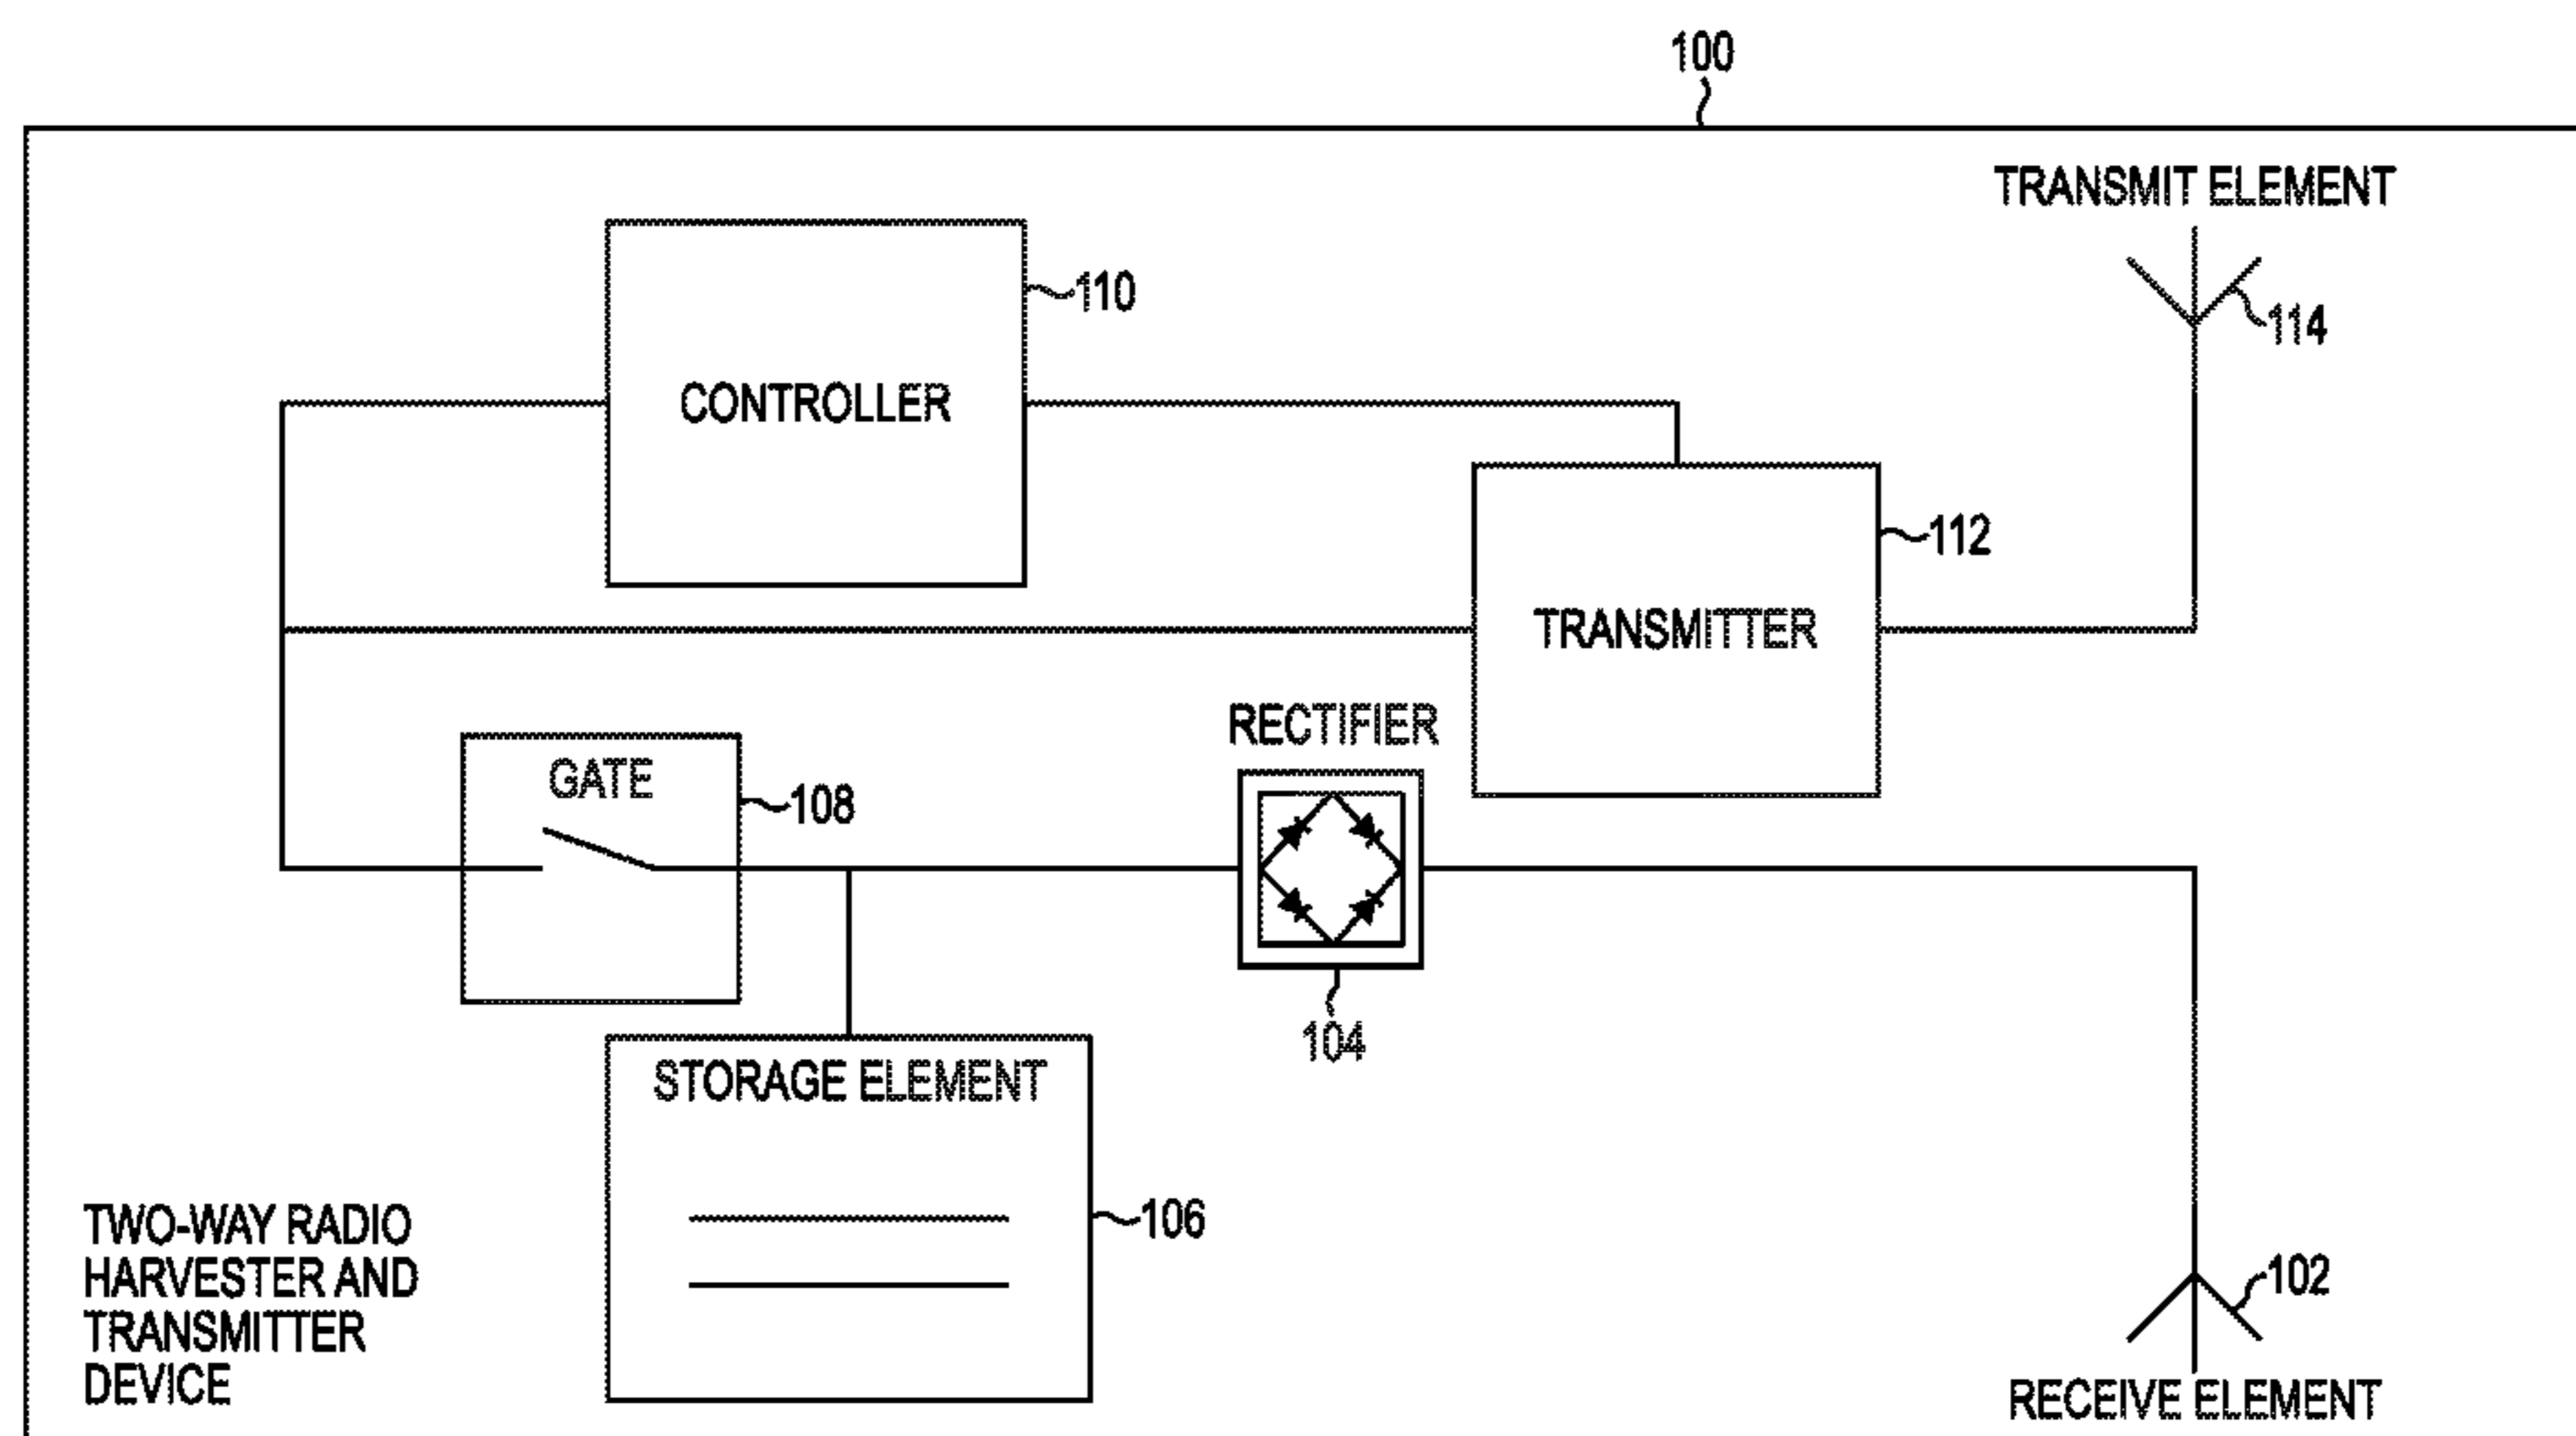 100
TRANSMIT ELEMENT
110
114
CONTROLLER
112
TRANSMITTER
RECTIFIER
GATE
108
104
STORAGE ELEMENT
106
TWO-WAY RADIO
HARVESTER AND
TRANSMITTER
DEVICE
102
RECEIVE ELEMENT